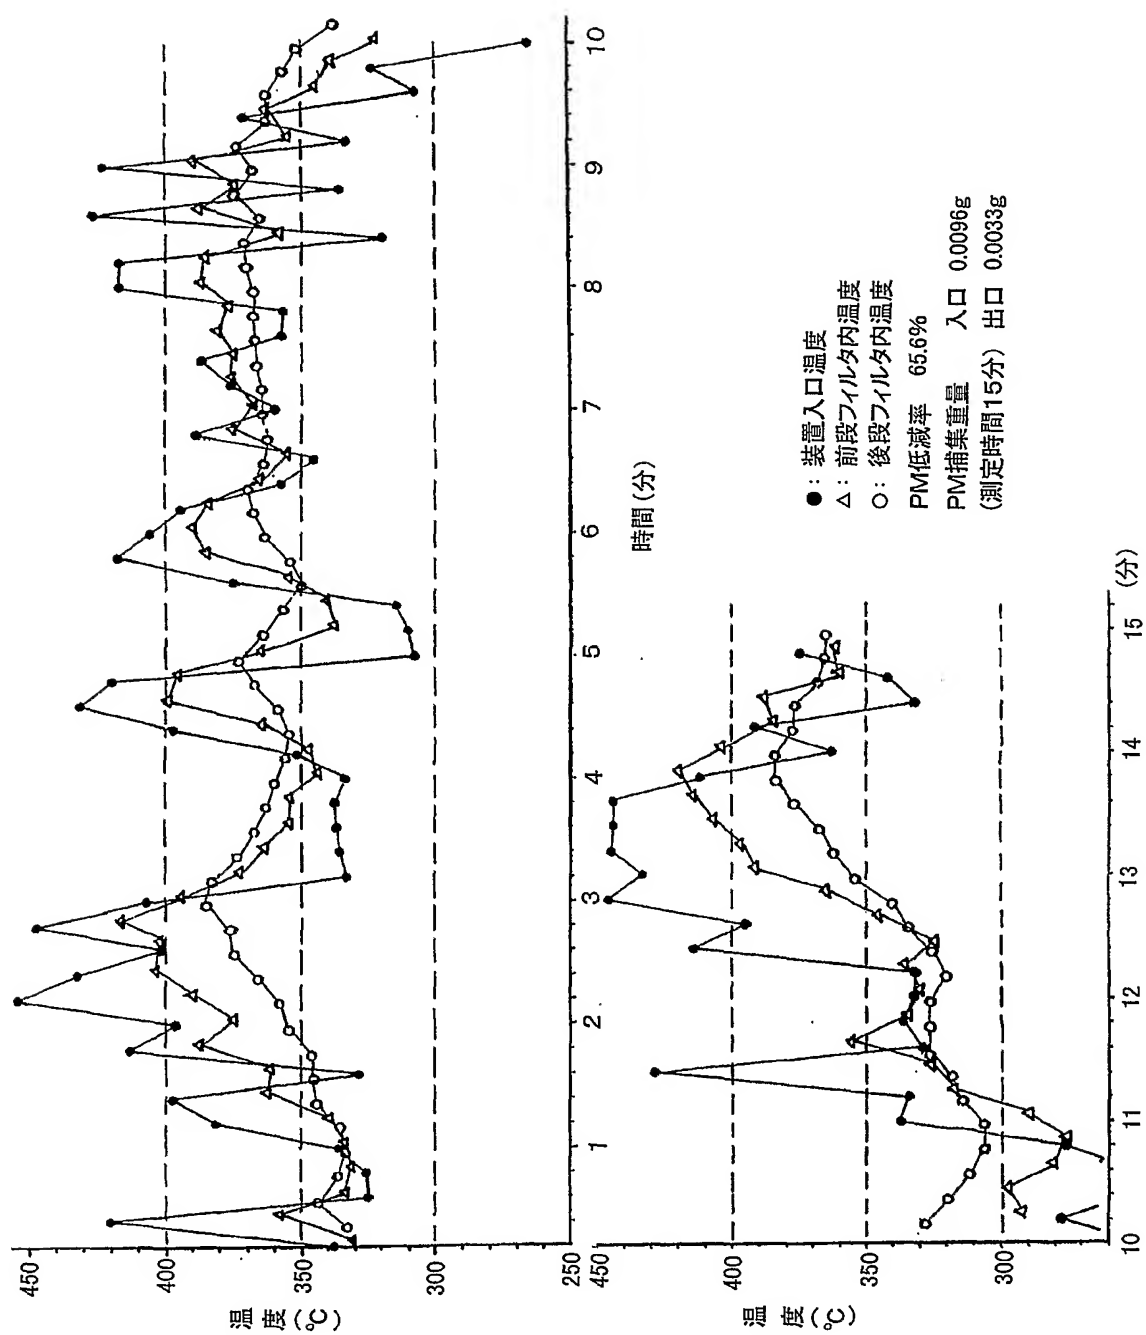 温度(℃)
450
400
350
300
250
1
2
3
4
5
6
7
8
9
10
時間(分)
温度(℃)
450
400
350
300
10
11
12
13
14
15
(分)
●:装置入口温度
△:前段フィルタ内温度
○:後段フィルタ内温度
PM低減率 65.6%
PM捕集重量 入口 0.0096g
(測定時間15分) 出口 0.0033g